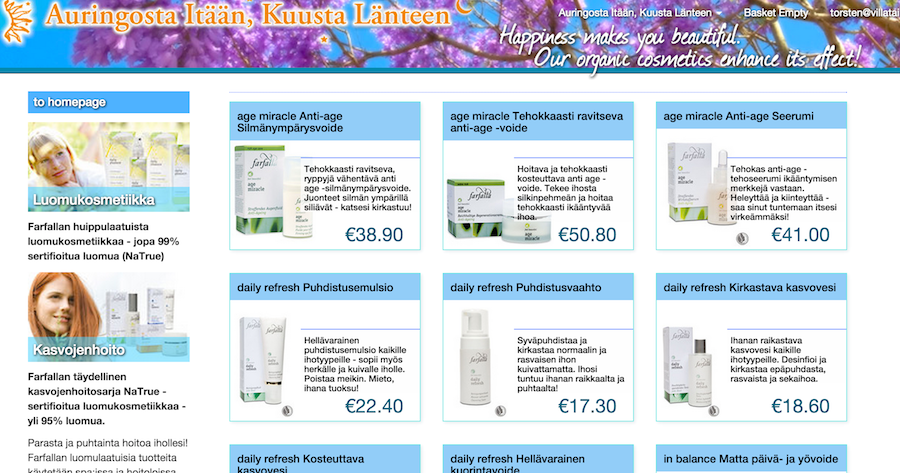 Auringosta Itään, Kuusta Länteen
Auringosta Itään, Kuusta Länteen Basket Empty torsten@villatai
Happiness makes you beautiful.
Our organic cosmetics enhance its effect!
to homepage
Luomukosmetiikka
Farfallan huippulaatuista
luomukosmetiikkaa - jopa 99%
sertifioitua luomua (NaTrue)
Kasvojenhoito
Farfallan täydellinen
kasvojenhoitosarja NaTrue -
sertifioitua luomukosmetiikkaa -
yli 95% luomua.
Parasta ja puhtainta hoitoa ihollesi!
Farfallan luomulaatuisia tuotteita
käytetään spa:issa ja hoitoloissa
age miracle Anti-age
Silmänympärysvoide
farfalla
age
miracle
Tehokkaasti ravitseva,
ryppyjä vähentävä anti
age -silmänympärysvoide.
Juonteet silmän ympärillä
siliävät - katsesi kirkastuu!
€38.90
age miracle Tehokkaasti ravitseva
anti-age -voide
farfalla
age
miracle
Hoitava ja tehokkaasti
kosteuttava anti age -
voide. Tekee ihosta
silkinpehmeän ja hoitaa
tehokkaasti ikääntyvää
ihoa.
€50.80
age miracle Anti-age Seerumi
farfalla
age
miracle
Tehokas anti-age -
tehoseerumi ikääntymisen
merkkejä vastaan.
Heleyttää ja kiinteyttää -
saa sinut tuntemaan itsesi
virkeämmäksi!
€41.00
daily refresh Puhdistusemulsio
farfalla
Hellävarainen
puhdistusemulsio kaikille
ihotyypeille - sopii myös
herkälle ja kuivalle iholle.
Poistaa meikin. Mieto,
ihana tuoksu!
€22.40
daily refresh Puhdistusvaahto
farfalla
Syväpuhdistaa ja
kirkastaa normaalin ja
rasvaisen ihon
kuivattamatta. Ihosi
tuntuu ihanan raikkaalta ja
puhtaalta!
€17.30
daily refresh Kirkastava kasvovesi
farfalla
Ihanan raikastava
kasvovesi kaikille
ihotyypeille. Desinfioi ja
kirkastaa epäpuhdasta,
rasvaista ja sekaihoa.
€18.60
daily refresh Kosteuttava
kasvovesi
daily refresh Hellävarainen
kuorintavoide
in balance Matta päivä- ja yövoide